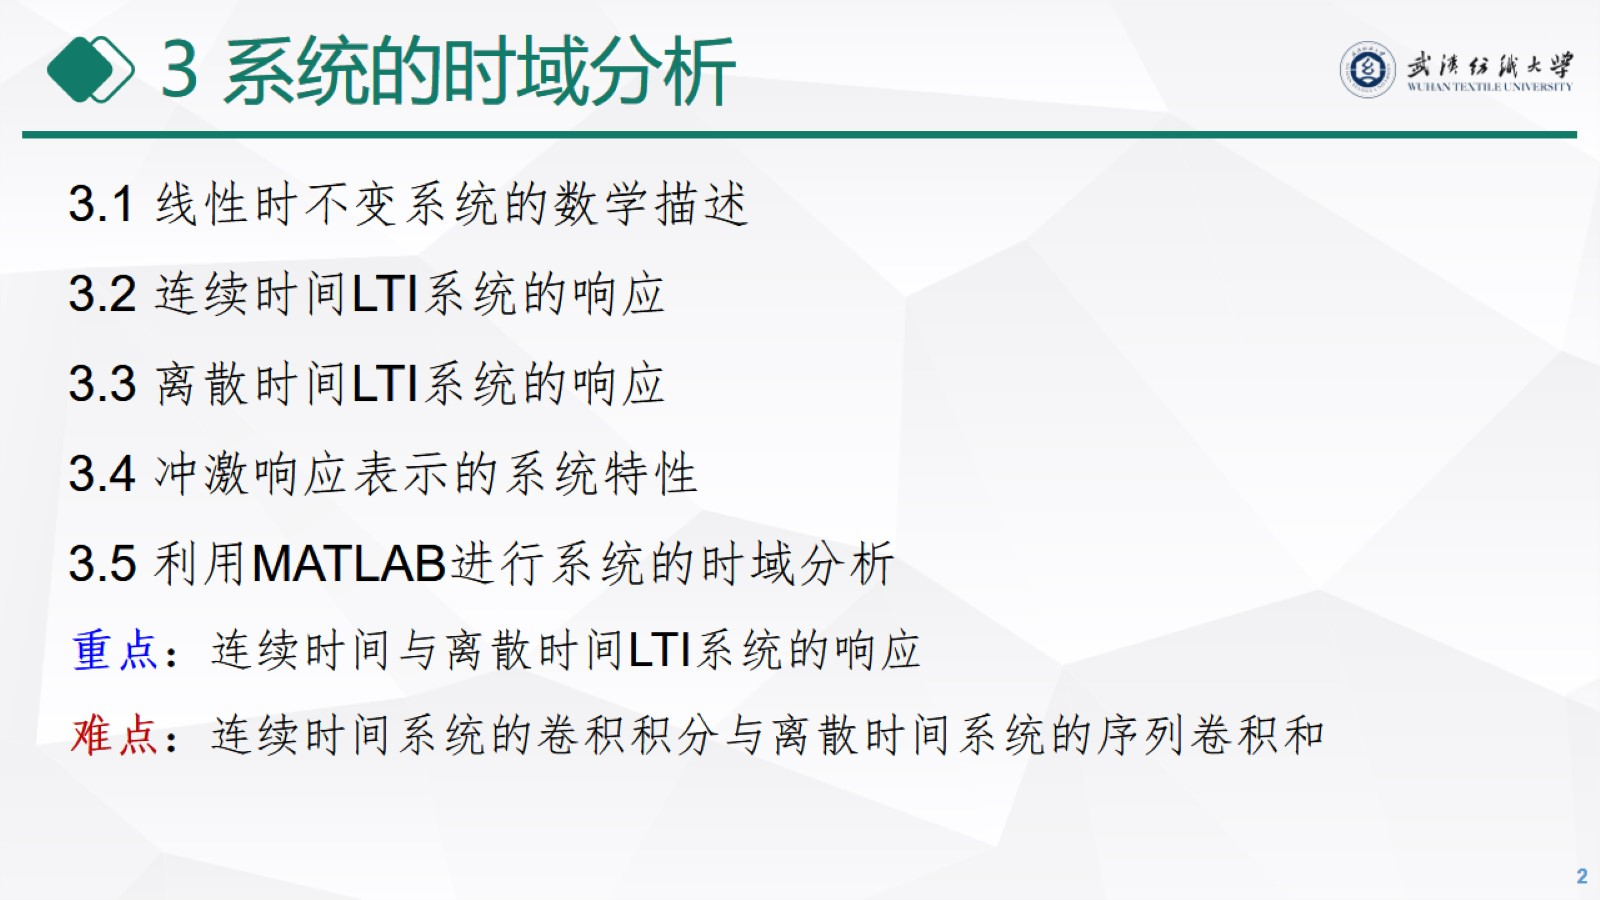 3 系统的时域分析
武汉纺织大学
WUHAN TEXTILE UNIVERSITY
3.1 线性时不变系统的数学描述
3.2 连续时间LTI系统的响应
3.3 离散时间LTI系统的响应
3.4 冲激响应表示的系统特性
3.5 利用MATLAB进行系统的时域分析
重点：连续时间与离散时间LTI系统的响应
难点：连续时间系统的卷积积分与离散时间系统的序列卷积和
2